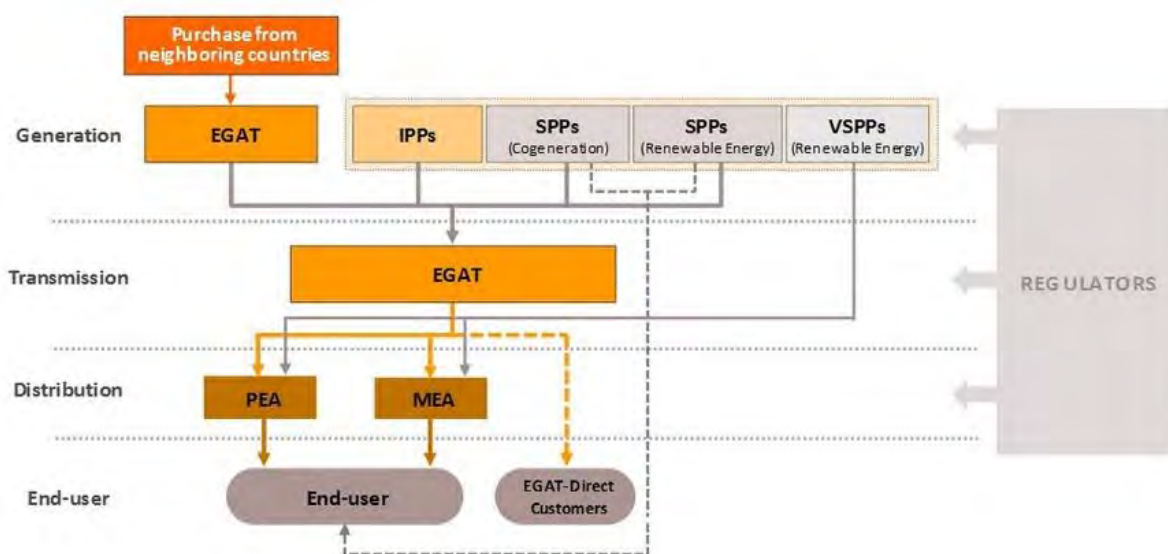 Purchase from
neighboring countries
Generation
EGAT
IPPs
SPPs
(Cogeneration)
SPPs
(Renewable Energy)
VSPPs
(Renewable Energy)
Transmission
EGAT
REGULATORS
Distribution
PEA
MEA
End-user
End-user
EGAT-Direct
Customers